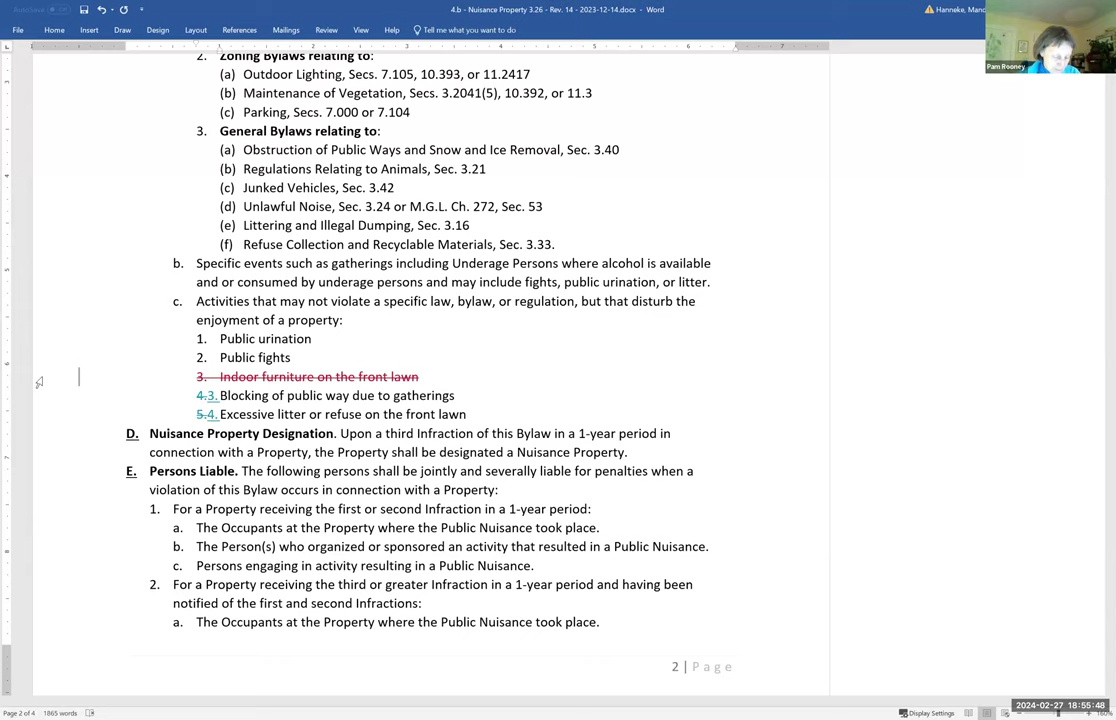 AutoSave Off
4.b - Nuisance Property 3.26 - Rev. 14 - 2023-12-14.docx - Word
Hanneke, Mand
File Home Insert Draw Design Layout References Mailings Review View Help Tell me what you want to do
Pam Rooney
2. Zoning Bylaws relating to:
(a) Outdoor Lighting, Secs. 7.105, 10.393, or 11.2417
(b) Maintenance of Vegetation, Secs. 3.2041(5), 10.392, or 11.3
(c) Parking, Secs. 7.000 or 7.104
3. General Bylaws relating to:
(a) Obstruction of Public Ways and Snow and Ice Removal, Sec. 3.40
(b) Regulations Relating to Animals, Sec. 3.21
(c) Junked Vehicles, Sec. 3.42
(d) Unlawful Noise, Sec. 3.24 or M.G.L. Ch. 272, Sec. 53
(e) Littering and Illegal Dumping, Sec. 3.16
(f) Refuse Collection and Recyclable Materials, Sec. 3.33.
b. Specific events such as gatherings including Underage Persons where alcohol is available
and or consumed by underage persons and may include fights, public urination, or litter.
c. Activities that may not violate a specific law, bylaw, or regulation, but that disturb the
enjoyment of a property:
1. Public urination
2. Public fights
3. Indoor furniture on the front lawn
4.3. Blocking of public way due to gatherings
5.4. Excessive litter or refuse on the front lawn
D. Nuisance Property Designation. Upon a third Infraction of this Bylaw in a 1-year period in
connection with a Property, the Property shall be designated a Nuisance Property.
E. Persons Liable. The following persons shall be jointly and severally liable for penalties when a
violation of this Bylaw occurs in connection with a Property:
1. For a Property receiving the first or second Infraction in a 1-year period:
a. The Occupants at the Property where the Public Nuisance took place.
b. The Person(s) who organized or sponsored an activity that resulted in a Public Nuisance.
c. Persons engaging in activity resulting in a Public Nuisance.
2. For a Property receiving the third or greater Infraction in a 1-year period and having been
notified of the first and second Infractions:
a. The Occupants at the Property where the Public Nuisance took place.
2 | Page
2024-02-27 18:55:48
Page 2 of 4 1865 words
Display Settings